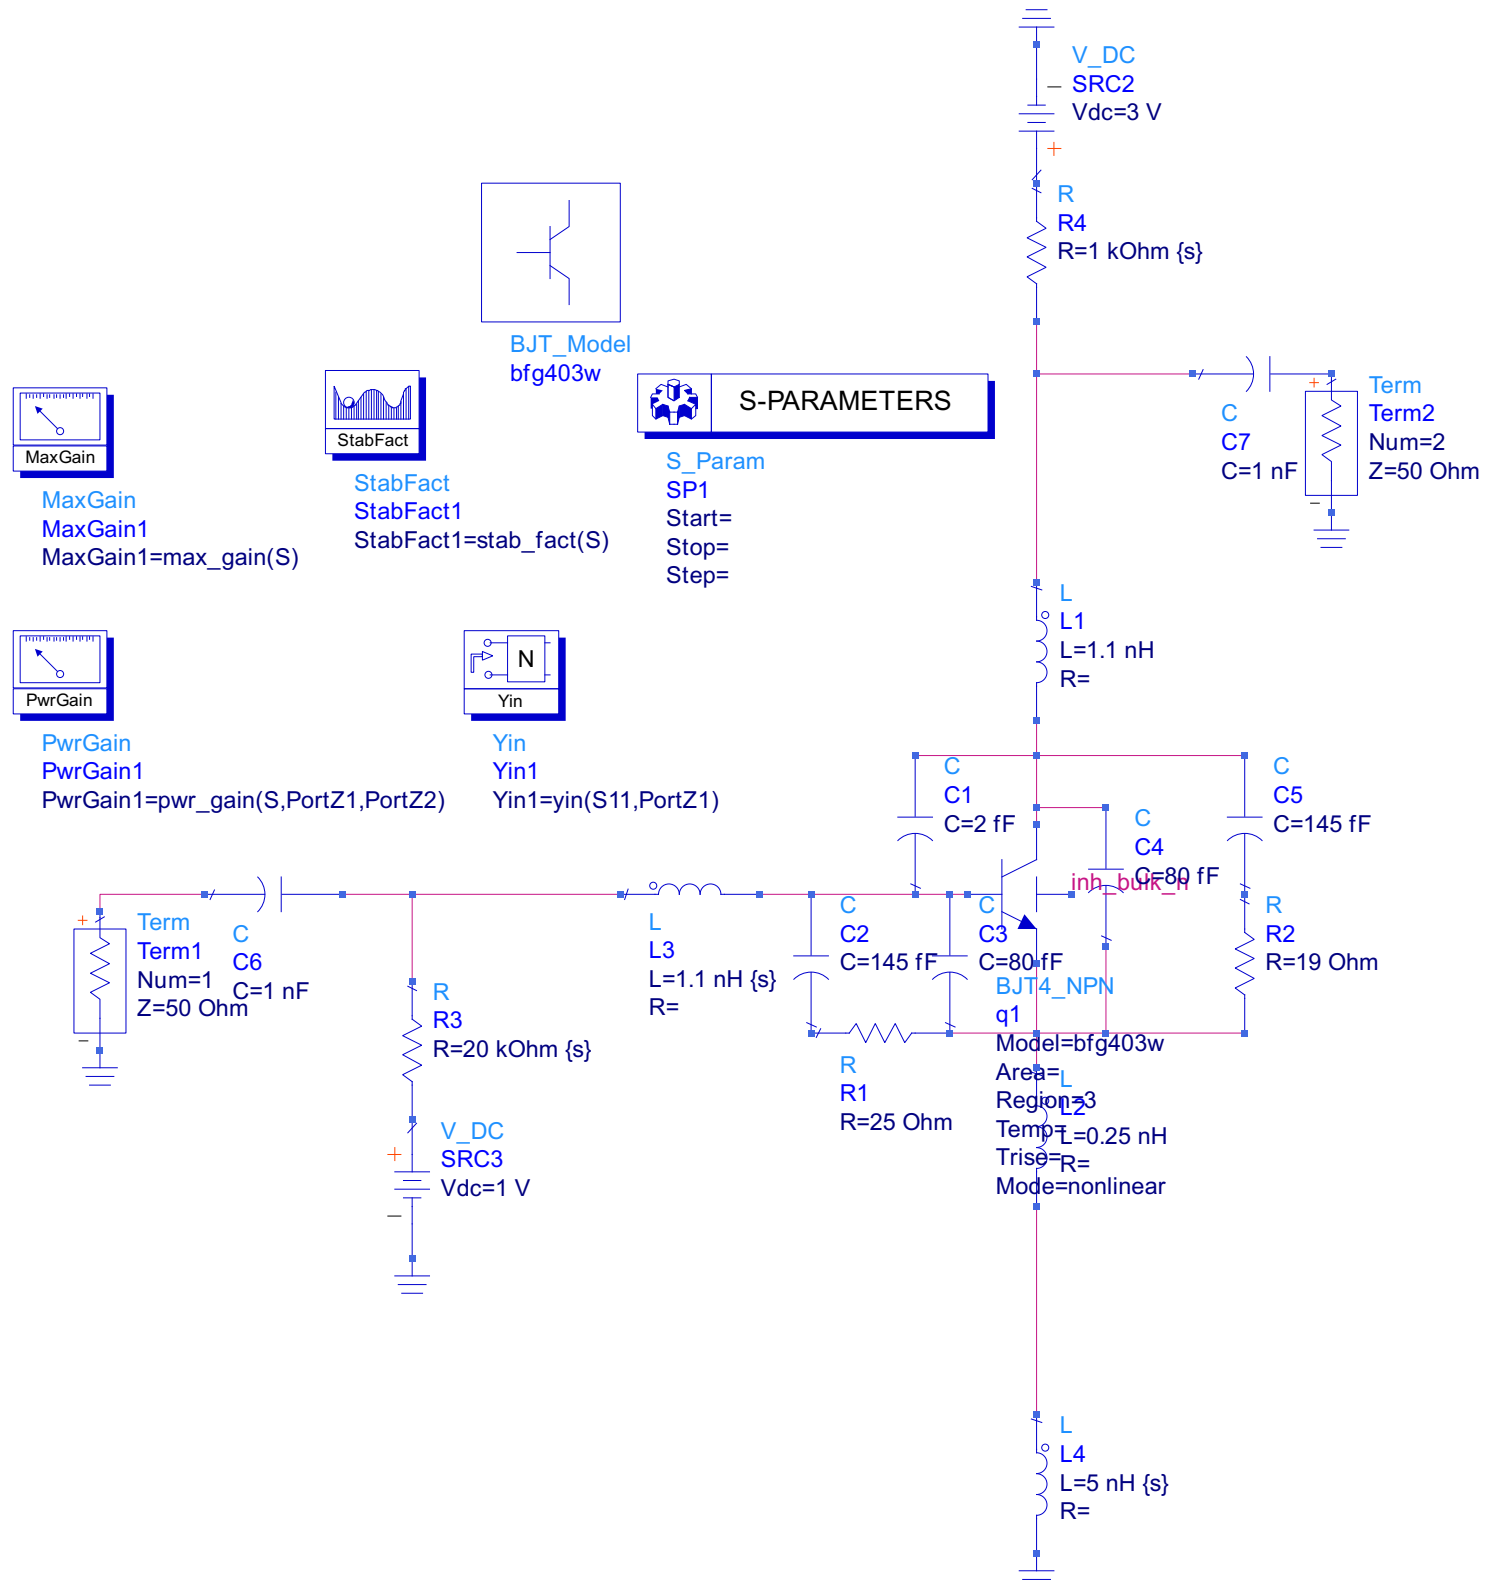 V_DC
SRC2
Vdc=3 V
−
+
R
R4
R=1 kOhm {s}
BJT_Model
bfg403w
MaxGain
MaxGain
MaxGain1
MaxGain1=max_gain(S)
StabFact
StabFact
StabFact1
StabFact1=stab_fact(S)
S-PARAMETERS
S_Param
SP1
Start=
Stop=
Step=
C
C7
C=1 nF
+
−
Term
Term2
Num=2
Z=50 Ohm
L
L1
L=1.1 nH
R=
PwrGain
PwrGain
PwrGain1
PwrGain1=pwr_gain(S,PortZ1,PortZ2)
N
Yin
Yin
Yin1
Yin1=yin(S11,PortZ1)
C
C1
C=2 fF
C
C4
C=80 fF
C
C5
C=145 fF
inh_bulk_n
+
−
Term
Term1
Num=1
Z=50 Ohm
C
C6
C=1 nF
L
L3
L=1.1 nH {s}
R=
C
C2
C=145 fF
C
C3
C=80 fF
R
R2
R=19 Ohm
BJT4_NPN
q1
Model=bfg403w
Area=
Region=3
Temp=
Trise=
Mode=nonlinear
R
R3
R=20 kOhm {s}
R
R1
R=25 Ohm
L
L2
L=0.25 nH
R=
V_DC
SRC3
Vdc=1 V
+
−
L
L4
L=5 nH {s}
R=